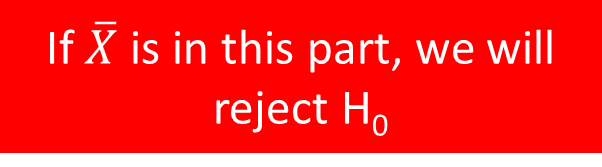 If X̅ is in this part, we will
reject H₀